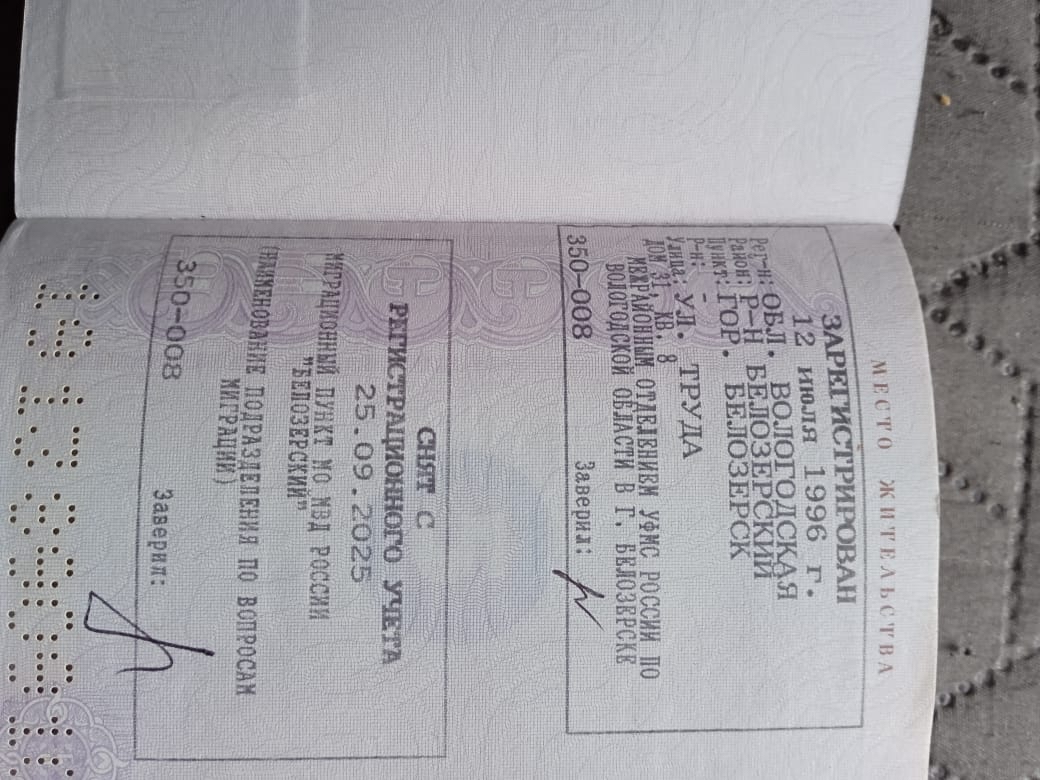 МЕСТО ЖИТЕЛЬСТВА
ЗАРЕГИСТРИРОВАН
12 июля 1996 г.
Рег-н: ОБЛ. ВОЛОГОДСКАЯ
Район: Р-Н БЕЛОЗЕРСКИЙ
Пункт: ГОР. БЕЛОЗЕРСК
Р-н: -
Улица: УЛ. ТРУДА
ДОМ 31, КВ. 8
МЕЖРАЙОННЫМ ОТДЕЛЕНИЕМ УФМС РОССИИ ПО
ВОЛОГОДСКОЙ ОБЛАСТИ В Г. БЕЛОЗЕРСКЕ
350-008 Заверил:
СНЯТ С
РЕГИСТРАЦИОННОГО УЧЕТА
25.09.2025
МИГРАЦИОННЫЙ ПУНКТ МО МВД РОССИИ
"БЕЛОЗЕРСКИЙ"
(НАИМЕНОВАНИЕ ПОДРАЗДЕЛЕНИЯ ПО ВОПРОСАМ
МИГРАЦИИ)
350-008 Заверил: